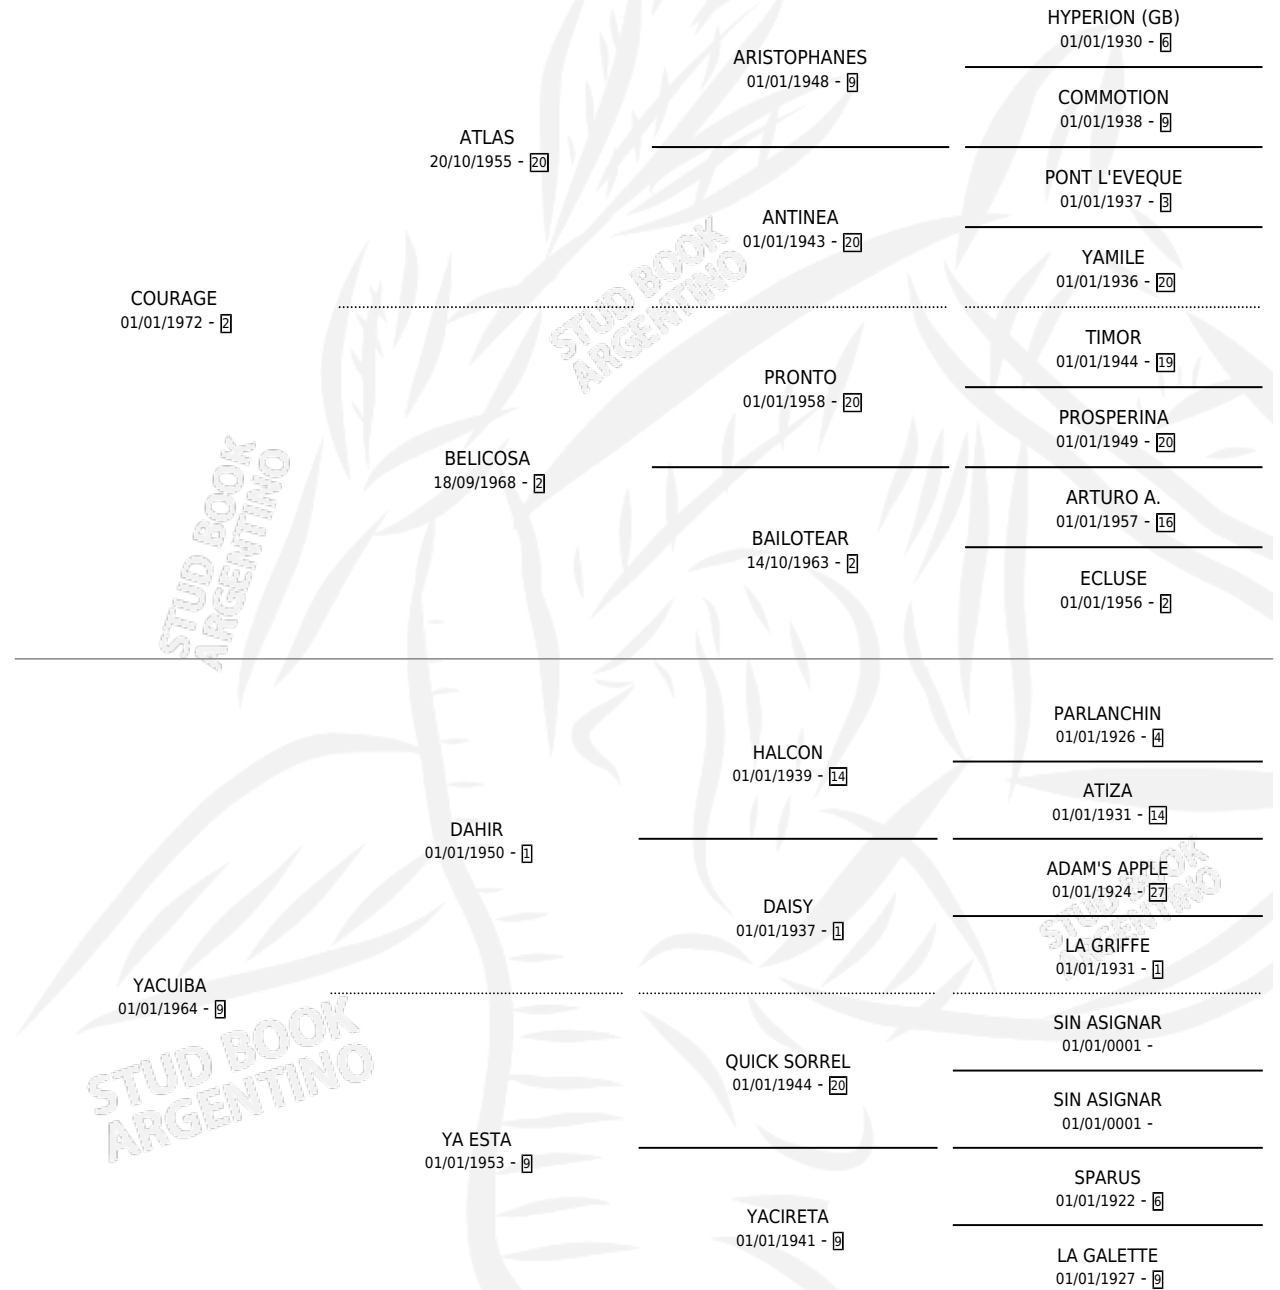 HYPERION (GB)
01/01/1930 - 6
ARISTOPHANES
01/01/1948 - 9
COMMOTION
01/01/1938 - 9
ATLAS
20/10/1955 - 20
PONT L'EVEQUE
01/01/1937 - 3
ANTINEA
01/01/1943 - 20
YAMILE
01/01/1936 - 20
COURAGE
01/01/1972 - 2
STUD BOOK
ARGENTINO
TIMOR
01/01/1944 - 19
PRONTO
01/01/1958 - 20
PROSPERINA
01/01/1949 - 20
BELICOSA
18/09/1968 - 2
ARTURO A.
01/01/1957 - 16
BAILOTEAR
14/10/1963 - 2
ECLUSE
01/01/1956 - 2
STUD BOOK
ARGENTINO
PARLANCHIN
01/01/1926 - 4
HALCON
01/01/1939 - 14
ATIZA
01/01/1931 - 14
DAHIR
01/01/1950 - 1
ADAM'S APPLE
01/01/1924 - 27
DAISY
01/01/1937 - 1
LA GRIFFE
01/01/1931 - 1
STUD BOOK
ARGENTINO
YACUIBA
01/01/1964 - 9
SIN ASIGNAR
01/01/0001 -
QUICK SORREL
01/01/1944 - 20
SIN ASIGNAR
01/01/0001 -
STUD BOOK
ARGENTINO
YA ESTA
01/01/1953 - 9
SPARUS
01/01/1922 - 6
YACIRETA
01/01/1941 - 9
LA GALETTE
01/01/1927 - 9